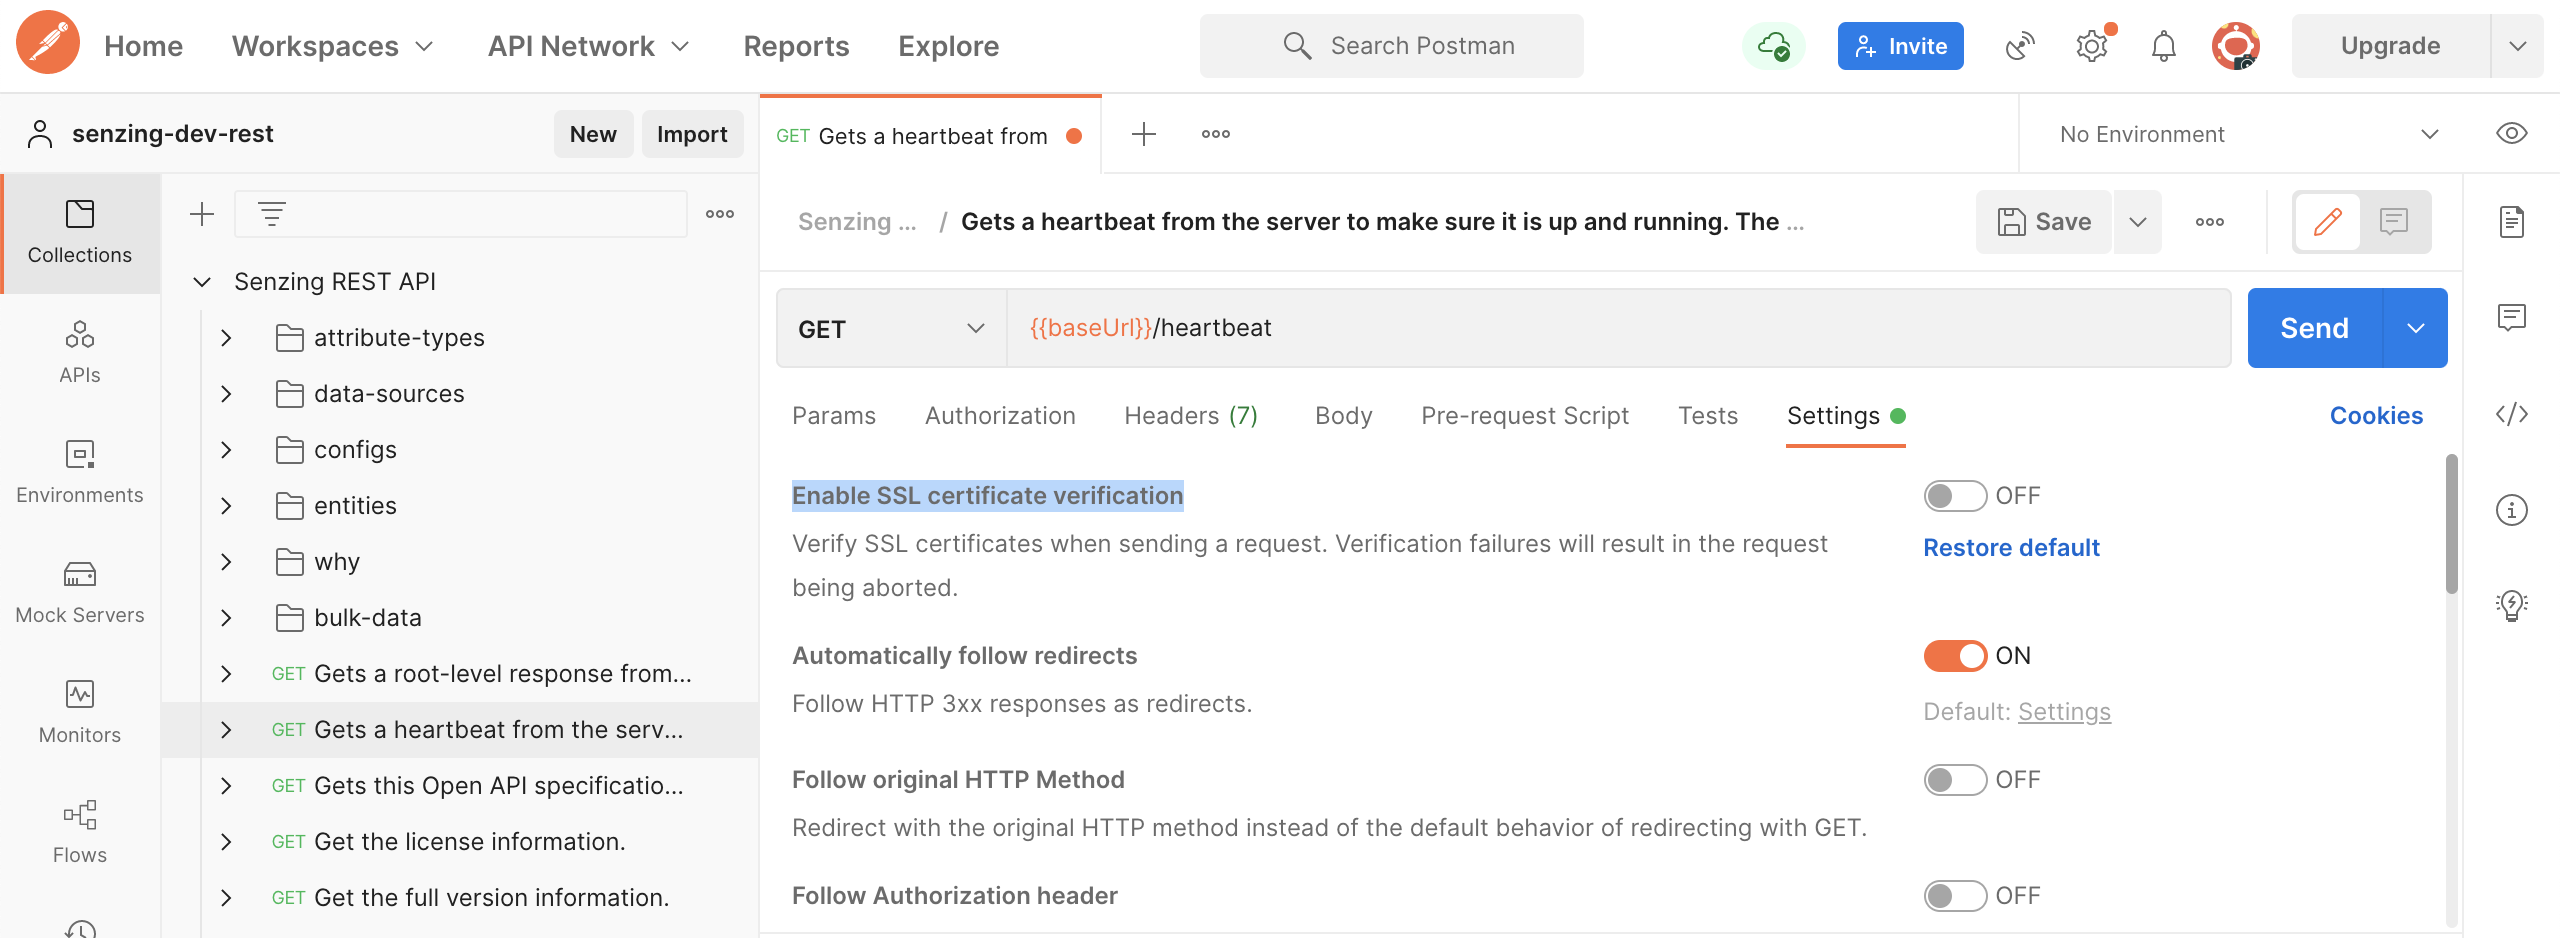 Home Workspaces API Network Reports Explore Search Postman Invite Upgrade
senzing-dev-rest New Import
GET Gets a heartbeat from No Environment
Collections
APIs
Environments
Mock Servers
Monitors
Flows
Senzing REST API
attribute-types
data-sources
configs
entities
why
bulk-data
GET Gets a root-level response from...
GET Gets a heartbeat from the serv...
GET Gets this Open API specificatio...
GET Get the license information.
GET Get the full version information.
Senzing ... / Gets a heartbeat from the server to make sure it is up and running. The ... Save
GET {{baseUrl}}/heartbeat Send
Params Authorization Headers (7) Body Pre-request Script Tests Settings Cookies
Enable SSL certificate verification OFF
Verify SSL certificates when sending a request. Verification failures will result in the request
being aborted.
Restore default
Automatically follow redirects ON
Follow HTTP 3xx responses as redirects.
Default: Settings
Follow original HTTP Method OFF
Redirect with the original HTTP method instead of the default behavior of redirecting with GET.
Follow Authorization header OFF